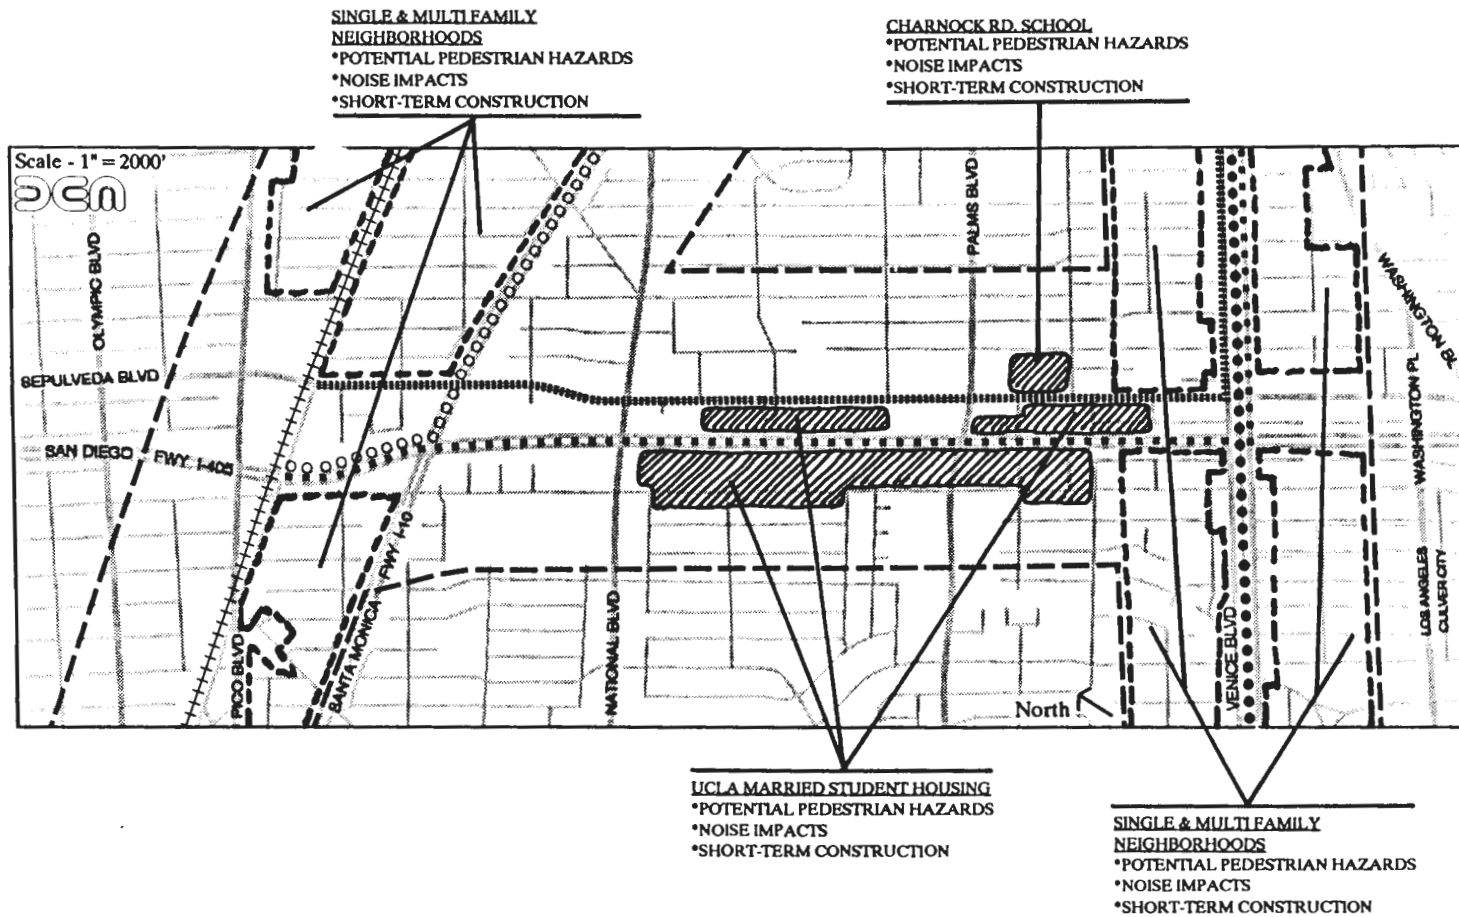 SINGLE & MULTI FAMILY
NEIGHBORHOODS
*POTENTIAL PEDESTRIAN HAZARDS
*NOISE IMPACTS
*SHORT-TERM CONSTRUCTION
CHARNOCK RD. SCHOOL
*POTENTIAL PEDESTRIAN HAZARDS
*NOISE IMPACTS
*SHORT-TERM CONSTRUCTION
Scale - 1" = 2000'
OLYMPIC BLVD
PALMS BLVD
WASHINGTON BL
SEPULVEDA BLVD
WASHINGTON PL
SAN DIEGO FWY I-405
SANTA MONICA FWY I-10
LOS ANGELES
CULVER CITY
PICO BLVD
NATIONAL BLVD
VENICE BLVD
North
UCLA MARRIED STUDENT HOUSING
*POTENTIAL PEDESTRIAN HAZARDS
*NOISE IMPACTS
*SHORT-TERM CONSTRUCTION
SINGLE & MULTI FAMILY
NEIGHBORHOODS
*POTENTIAL PEDESTRIAN HAZARDS
*NOISE IMPACTS
*SHORT-TERM CONSTRUCTION